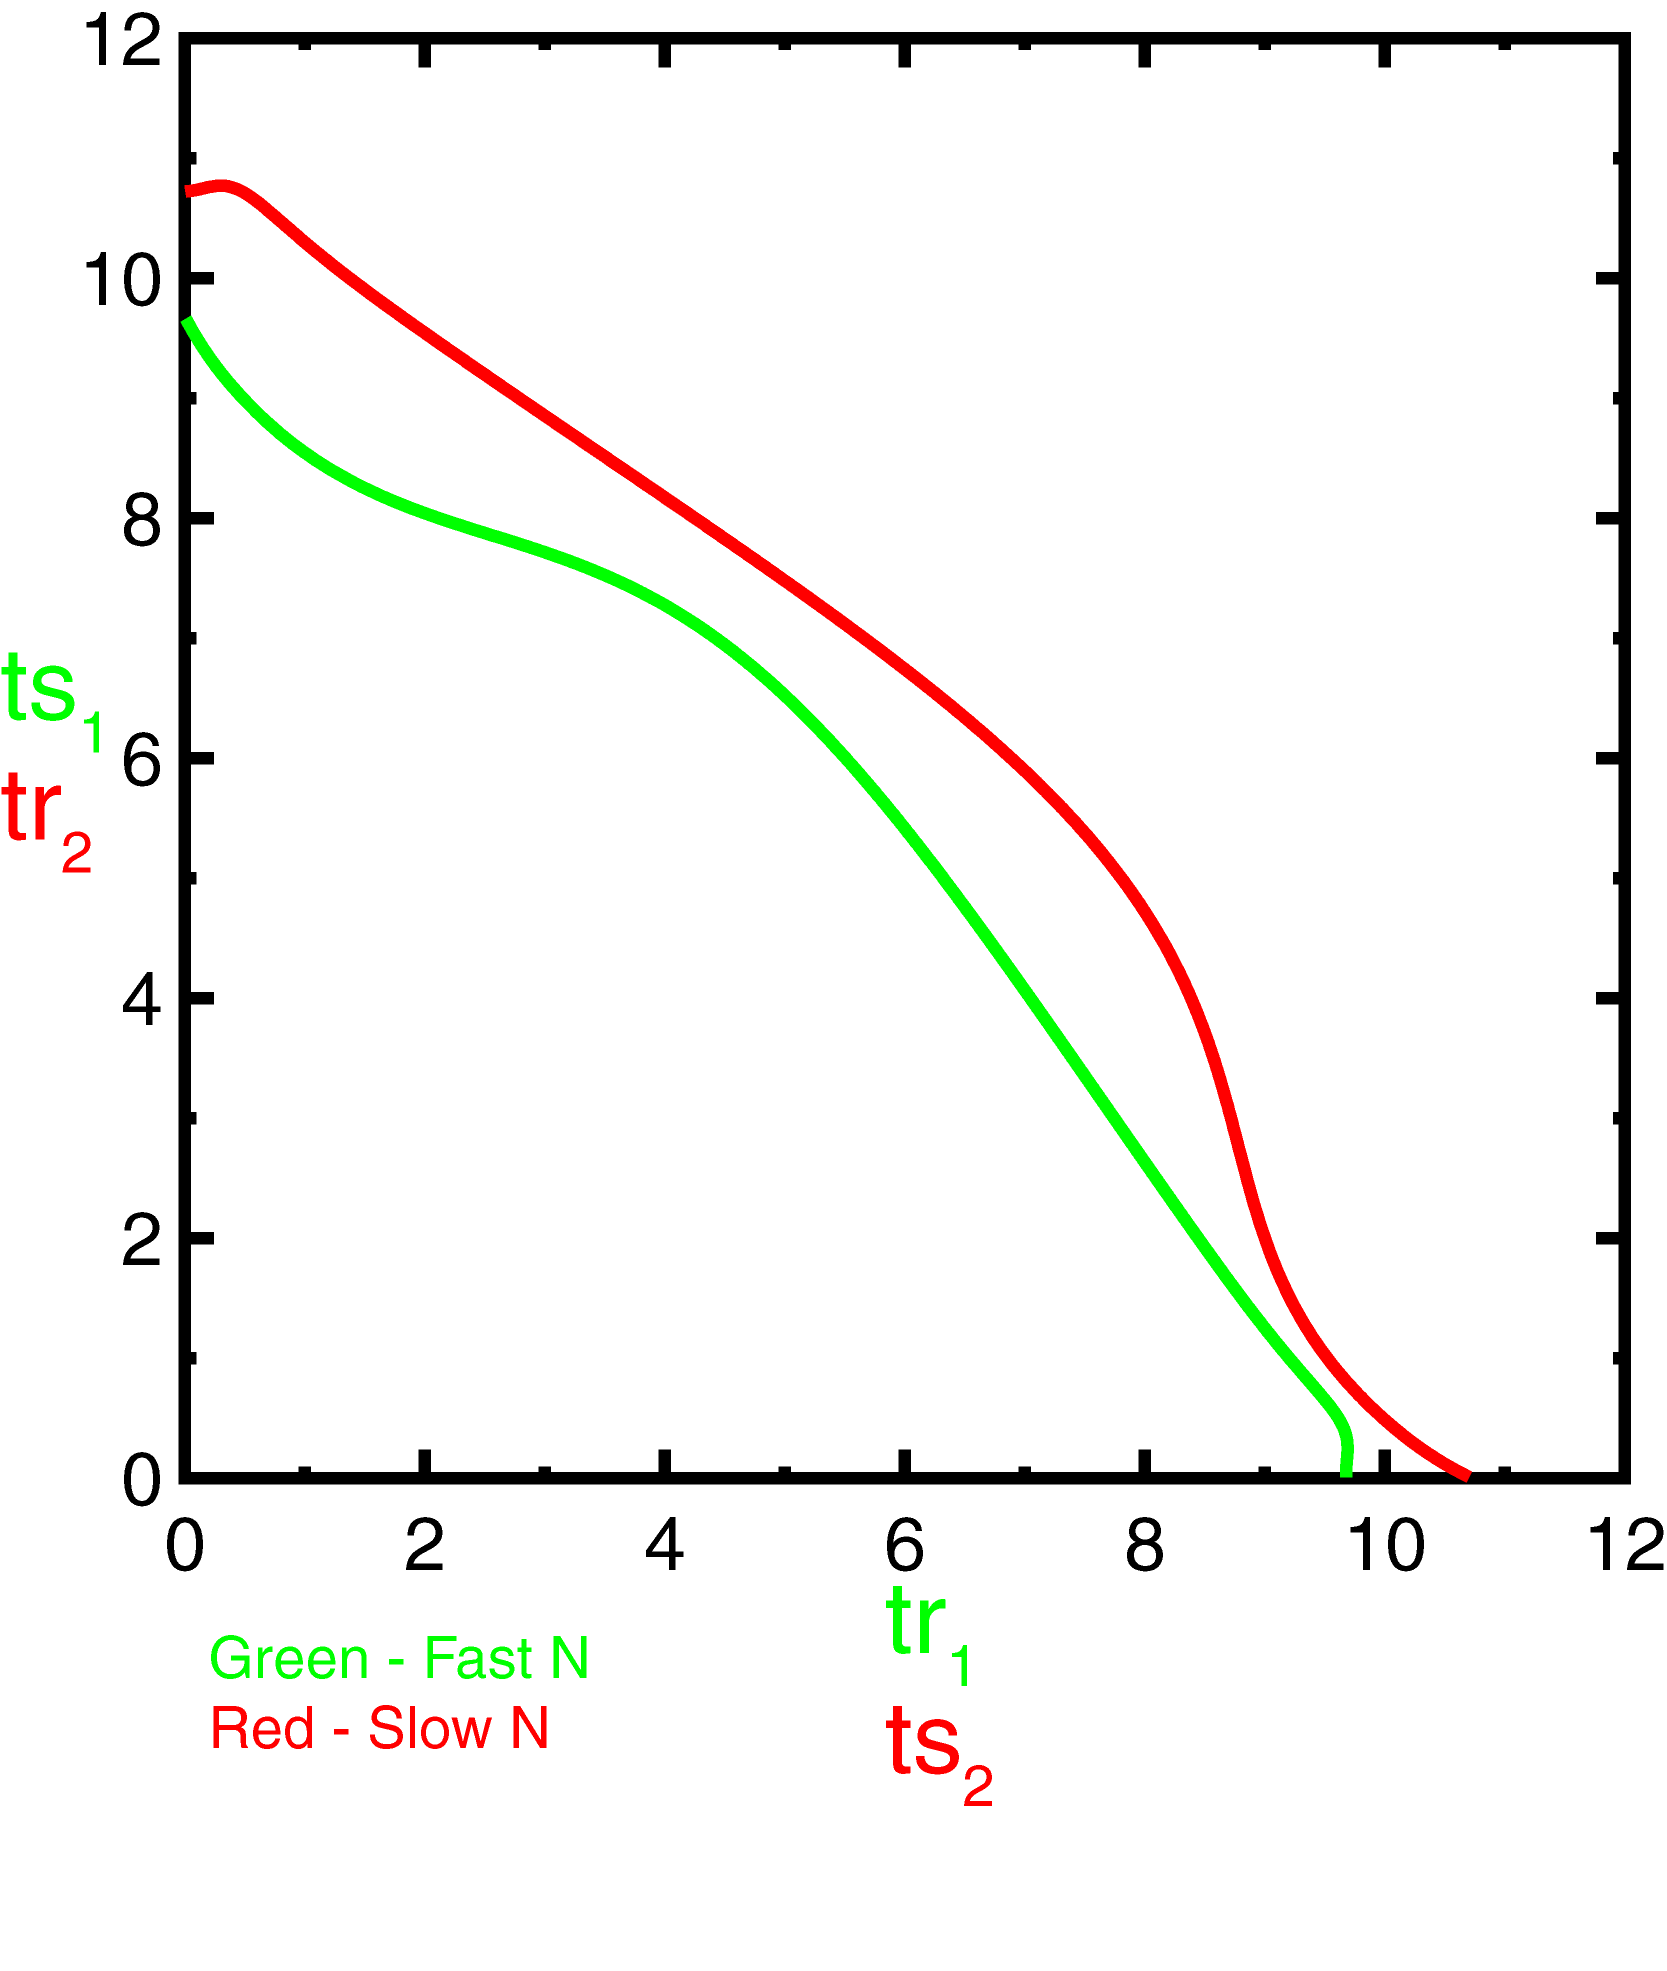 12
10
8
ts1
6
tr2
4
2
0
0 2 4 6 8 10 12
tr1
Green - Fast N
Red - Slow N
ts2